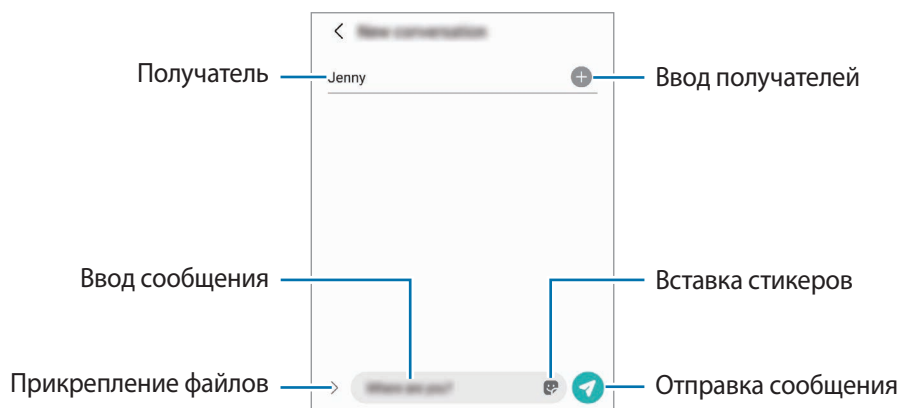 Получатель
Jenny
Ввод получателей
Ввод сообщения
Вставка стикеров
Прикрепление файлов
Отправка сообщения